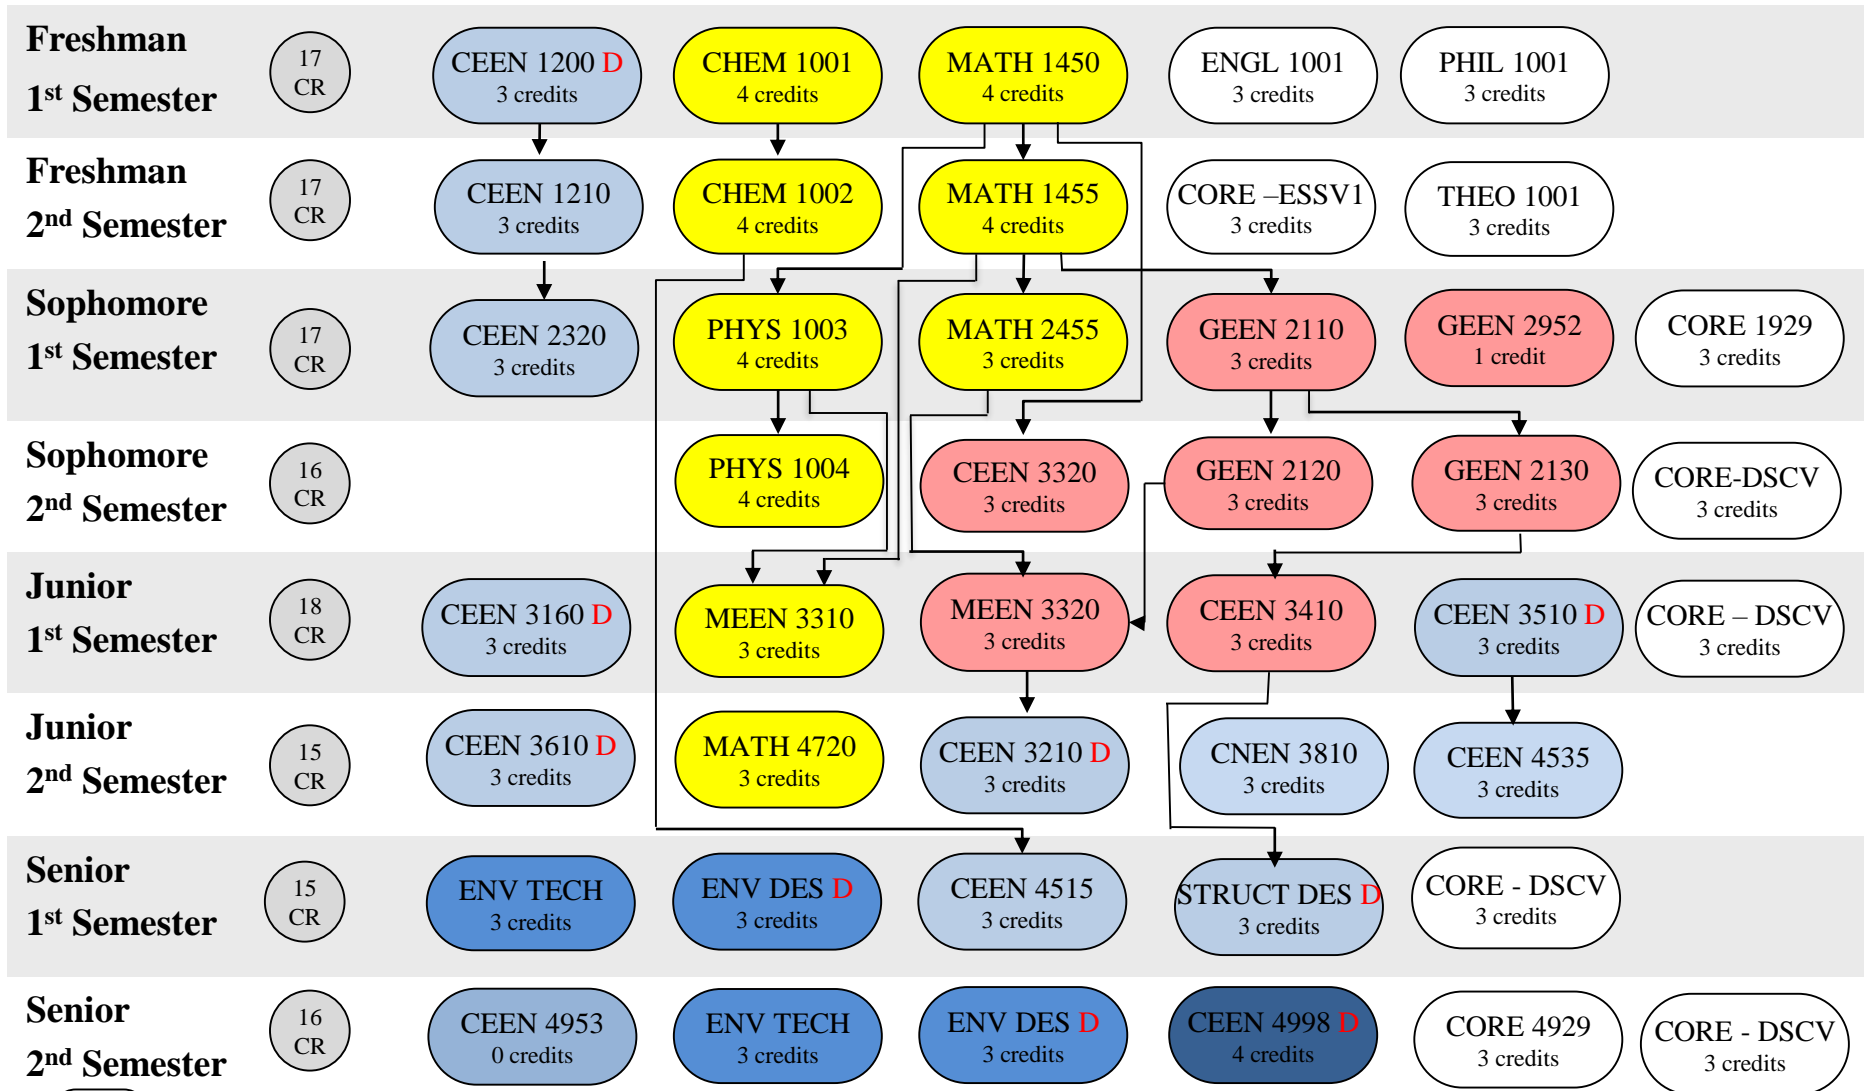 Freshman
1st Semester
17
CR
CEEN 1200 D
3 credits
CHEM 1001
4 credits
MATH 1450
4 credits
ENGL 1001
3 credits
PHIL 1001
3 credits
Freshman
2nd Semester
17
CR
CEEN 1210
3 credits
CHEM 1002
4 credits
MATH 1455
4 credits
CORE –ESSV1
3 credits
THEO 1001
3 credits
Sophomore
1st Semester
17
CR
CEEN 2320
3 credits
PHYS 1003
4 credits
MATH 2455
3 credits
GEEN 2110
3 credits
GEEN 2952
1 credit
CORE 1929
3 credits
Sophomore
2nd Semester
16
CR
PHYS 1004
4 credits
CEEN 3320
3 credits
GEEN 2120
3 credits
GEEN 2130
3 credits
CORE-DSCV
3 credits
Junior
1st Semester
18
CR
CEEN 3160 D
3 credits
MEEN 3310
3 credits
MEEN 3320
3 credits
CEEN 3410
3 credits
CEEN 3510 D
3 credits
CORE – DSCV
3 credits
Junior
2nd Semester
15
CR
CEEN 3610 D
3 credits
MATH 4720
3 credits
CEEN 3210 D
3 credits
CNEN 3810
3 credits
CEEN 4535
3 credits
Senior
1st Semester
15
CR
ENV TECH
3 credits
ENV DES D
3 credits
CEEN 4515
3 credits
STRUCT DES D
3 credits
CORE - DSCV
3 credits
Senior
2nd Semester
16
CR
CEEN 4953
0 credits
ENV TECH
3 credits
ENV DES D
3 credits
CEEN 4998 D
4 credits
CORE 4929
3 credits
CORE - DSCV
3 credits